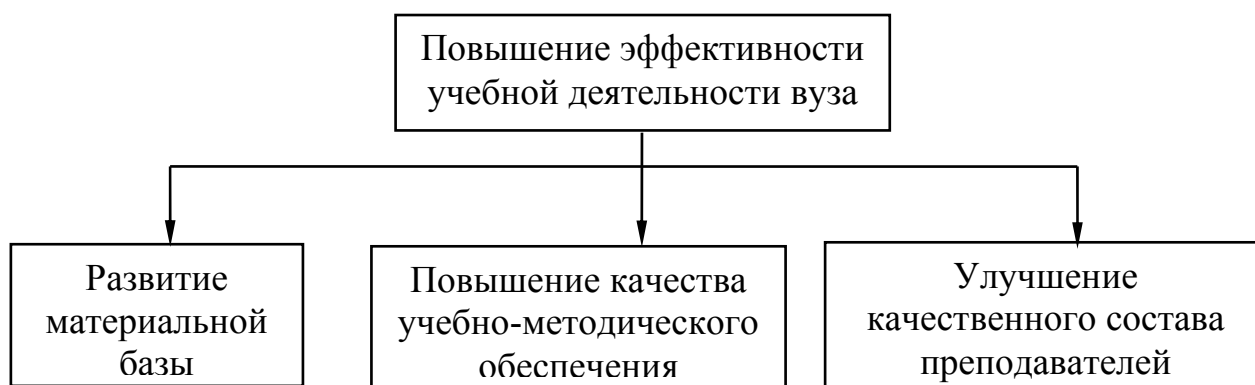 Повышение эффективности
учебной деятельности вуза
Развитие
материальной
базы
Повышение качества
учебно-методического
обеспечения
Улучшение
качественного состава
преподавателей